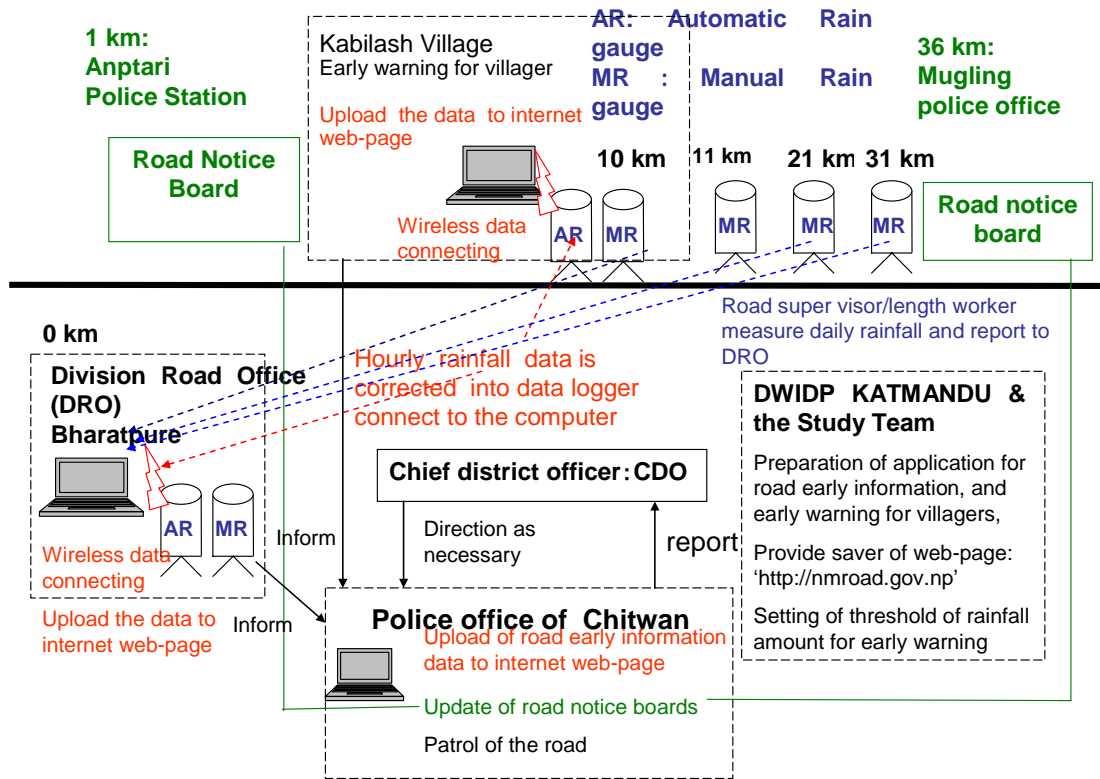 1 km:
Anptari
Police Station
Kabilash Village
Early warning for villager
Upload the data to internet
web-page
AR: Automatic Rain
gauge
MR : Manual Rain
gauge
36 km:
Mugling
police office
Road Notice
Board
10 km
11 km
21 km
31 km
Wireless data
connecting
AR
MR
MR
MR
MR
Road notice
board
Road super visor/length worker
measure daily rainfall and report to
DRO
0 km
Division Road Office
(DRO)
Bharatpure
Hourly rainfall data is
corrected into data logger
connect to the computer
AR
MR
Wireless data
connecting
Upload the data to
internet web-page
Inform
Inform
Chief district officer：CDO
Direction as
necessary
report
DWIDP KATMANDU &
the Study Team
Preparation of application for
road early information, and
early warning for villagers,
Provide saver of web-page:
‘http://nmroad.gov.np’
Setting of threshold of rainfall
amount for early warning
Police office of Chitwan
Upload of road early information
data to internet web-page
Update of road notice boards
Patrol of the road